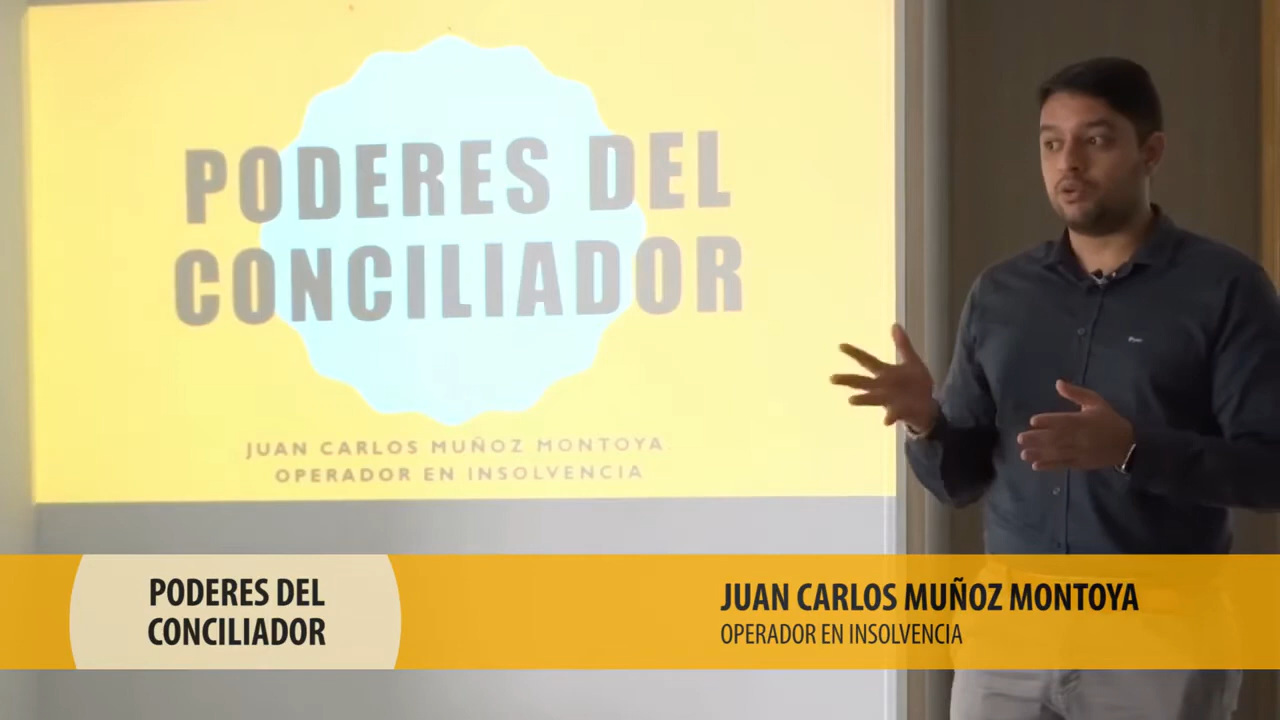 PODERES DEL
CONCILIADOR
JUAN CARLOS MUÑOZ MONTOYA.
OPERADOR EN INSOLVENCIA
PODERES DEL
CONCILIADOR
JUAN CARLOS MUÑOZ MONTOYA
OPERADOR EN INSOLVENCIA